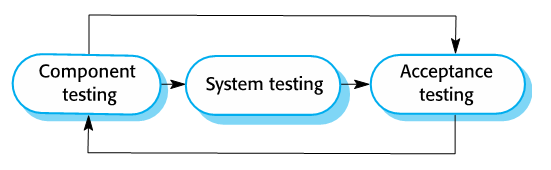 Component
testing
System testing
Acceptance
testing